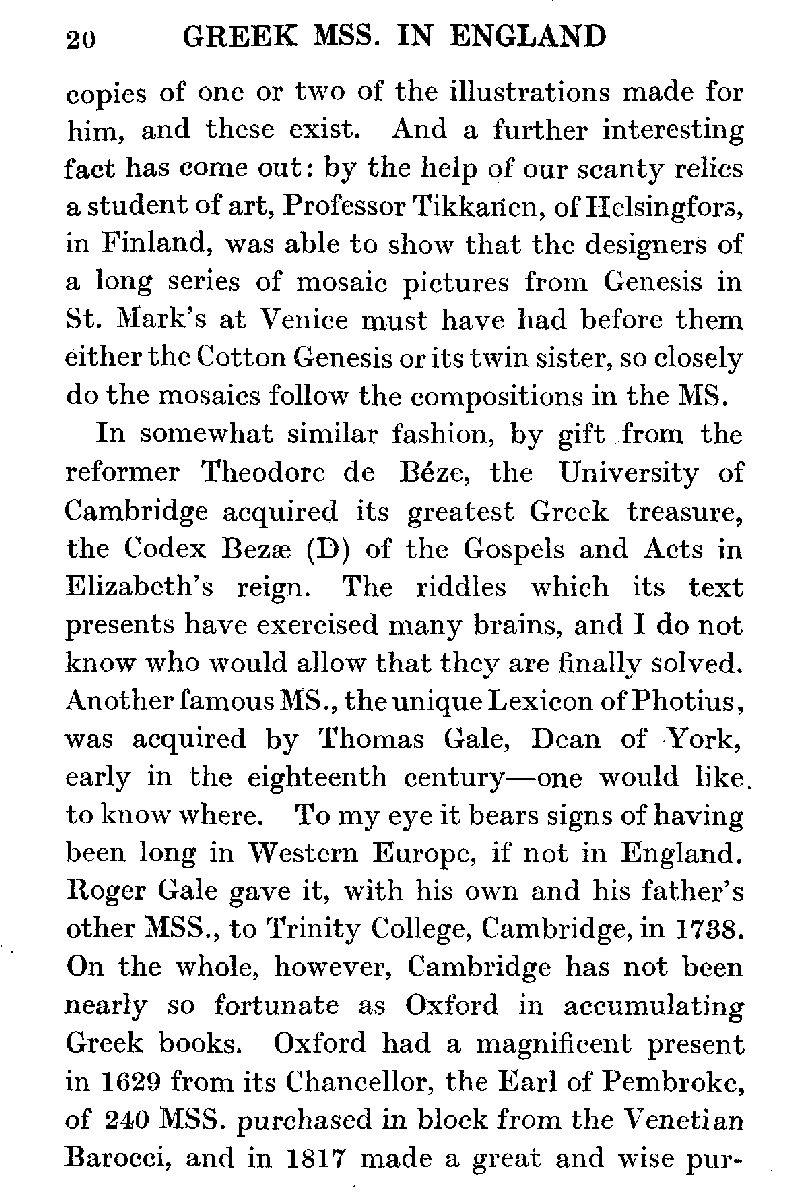 20 GREEK MSS. IN ENGLAND
copies of one or two of the illustrations made for
him, and these exist. And a further interesting
fact has come out: by the help of our scanty relics
a student of art, Professor Tikkanen, of Helsingfors,
in Finland, was able to show that the designers of
a long series of mosaic pictures from Genesis in
St. Mark's at Venice must have had before them
either the Cotton Genesis or its twin sister, so closely
do the mosaics follow the compositions in the MS.
In somewhat similar fashion, by gift from the
reformer Theodore de Béze, the University of
Cambridge acquired its greatest Greek treasure,
the Codex Bezæ (D) of the Gospels and Acts in
Elizabeth's reign. The riddles which its text
presents have exercised many brains, and I do not
know who would allow that they are finally solved.
Another famous MS., the unique Lexicon of Photius,
was acquired by Thomas Gale, Dean of York,
early in the eighteenth century—one would like
to know where. To my eye it bears signs of having
been long in Western Europe, if not in England.
Roger Gale gave it, with his own and his father's
other MSS., to Trinity College, Cambridge, in 1738.
On the whole, however, Cambridge has not been
nearly so fortunate as Oxford in accumulating
Greek books. Oxford had a magnificent present
in 1629 from its Chancellor, the Earl of Pembroke,
of 240 MSS. purchased in block from the Venetian
Barocci, and in 1817 made a great and wise pur-